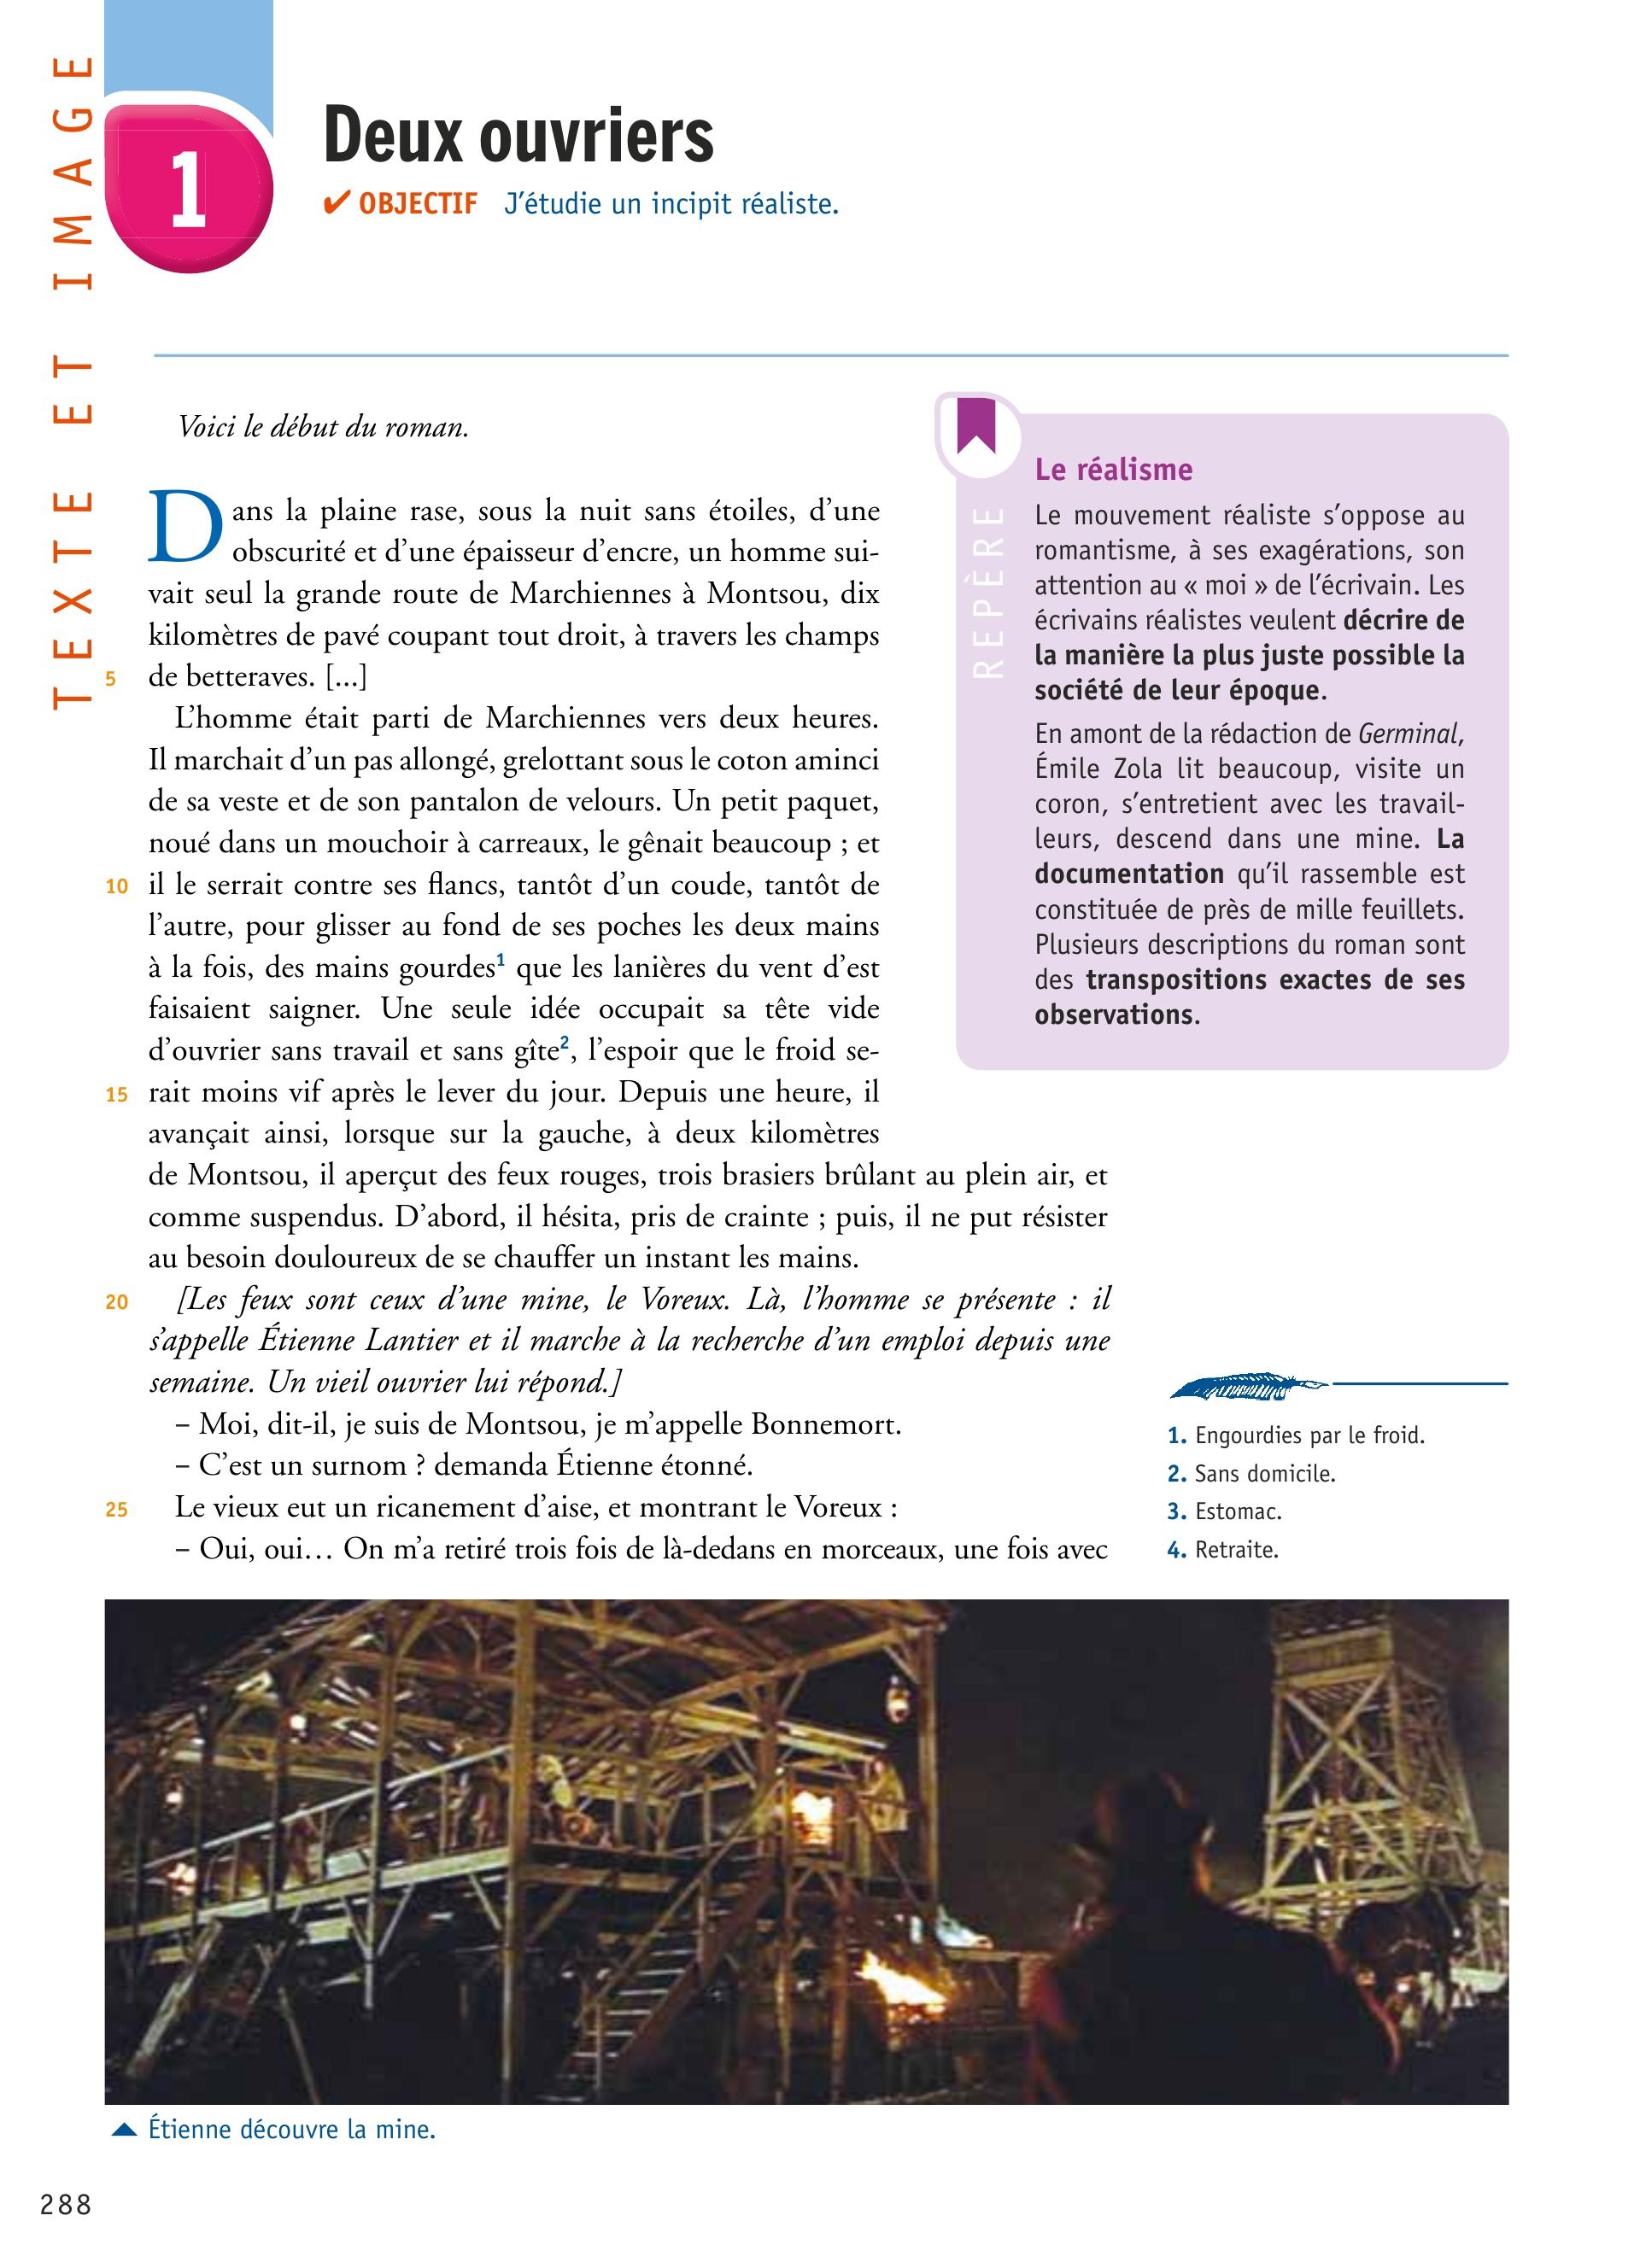 TEXTE ET IMAGE
1
Deux ouvriers
✔ OBJECTIF J’étudie un incipit réaliste.
Voici le début du roman.
Dans la plaine rase, sous la nuit sans étoiles, d’une
obscurité et d’une épaisseur d’encre, un homme sui-
vait seul la grande route de Marchiennes à Montsou, dix
kilomètres de pavé coupant tout droit, à travers les champs
5 de betteraves. [...]
L’homme était parti de Marchiennes vers deux heures.
Il marchait d’un pas allongé, grelottant sous le coton aminci
de sa veste et de son pantalon de velours. Un petit paquet,
noué dans un mouchoir à carreaux, le gênait beaucoup ; et
10 il le serrait contre ses flancs, tantôt d’un coude, tantôt de
l’autre, pour glisser au fond de ses poches les deux mains
à la fois, des mains gourdes1 que les lanières du vent d’est
faisaient saigner. Une seule idée occupait sa tête vide
d’ouvrier sans travail et sans gîte2, l’espoir que le froid se-
15 rait moins vif après le lever du jour. Depuis une heure, il
avançait ainsi, lorsque sur la gauche, à deux kilomètres
de Montsou, il aperçut des feux rouges, trois brasiers brûlant au plein air, et
comme suspendus. D’abord, il hésita, pris de crainte ; puis, il ne put résister
au besoin douloureux de se chauffer un instant les mains.
20 [Les feux sont ceux d’une mine, le Voreux. Là, l’homme se présente : il
s’appelle Étienne Lantier et il marche à la recherche d’un emploi depuis une
semaine. Un vieil ouvrier lui répond.]
– Moi, dit-il, je suis de Montsou, je m’appelle Bonnemort.
– C’est un surnom ? demanda Étienne étonné.
25 Le vieux eut un ricanement d’aise, et montrant le Voreux :
– Oui, oui… On m’a retiré trois fois de là-dedans en morceaux, une fois avec
REPÈRE
Le réalisme
Le mouvement réaliste s’oppose au
romantisme, à ses exagérations, son
attention au « moi » de l’écrivain. Les
écrivains réalistes veulent décrire de
la manière la plus juste possible la
société de leur époque.
En amont de la rédaction de Germinal,
Émile Zola lit beaucoup, visite un
coron, s’entretient avec les travail-
leurs, descend dans une mine. La
documentation qu’il rassemble est
constituée de près de mille feuillets.
Plusieurs descriptions du roman sont
des transpositions exactes de ses
observations.
1. Engourdies par le froid.
2. Sans domicile.
3. Estomac.
4. Retraite.
Étienne découvre la mine.
288